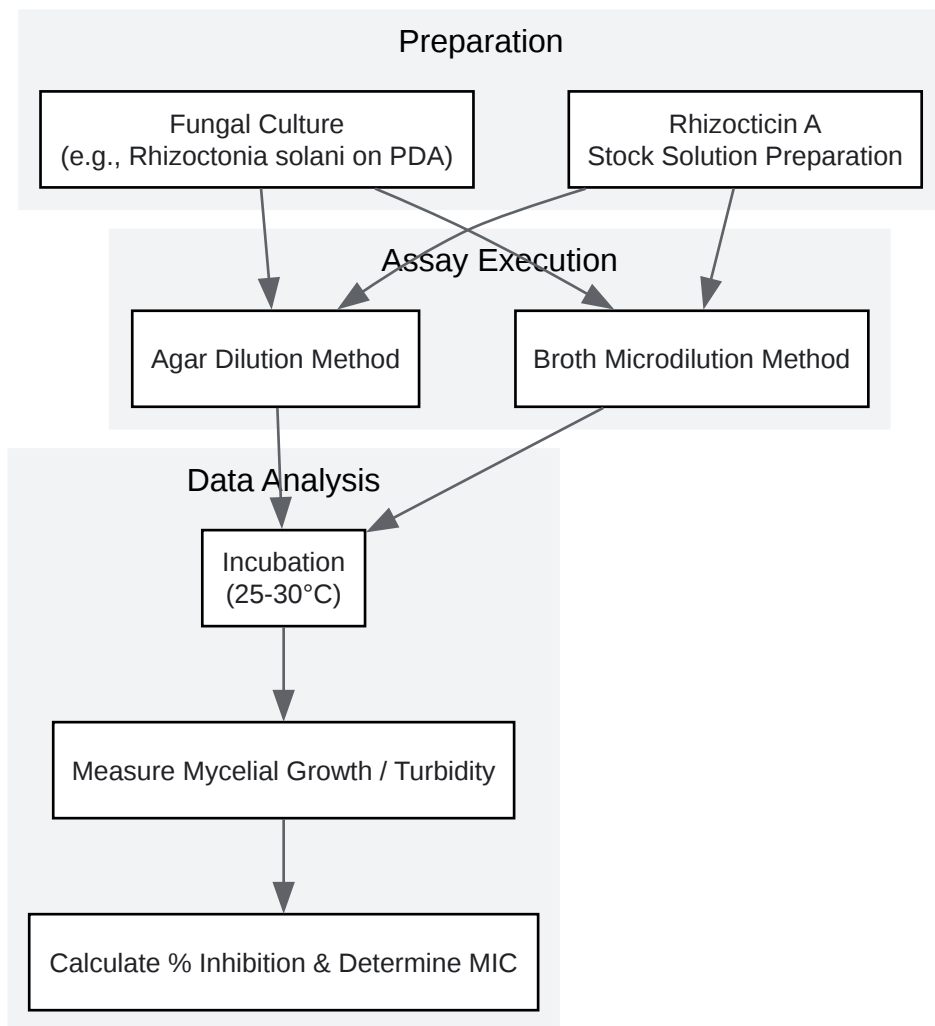 Preparation
Fungal Culture
(e.g., Rhizoctonia solani on PDA)
Rhizocticin A
Stock Solution Preparation
Assay Execution
Agar Dilution Method
Broth Microdilution Method
Data Analysis
Incubation
(25-30°C)
Measure Mycelial Growth / Turbidity
Calculate % Inhibition & Determine MIC